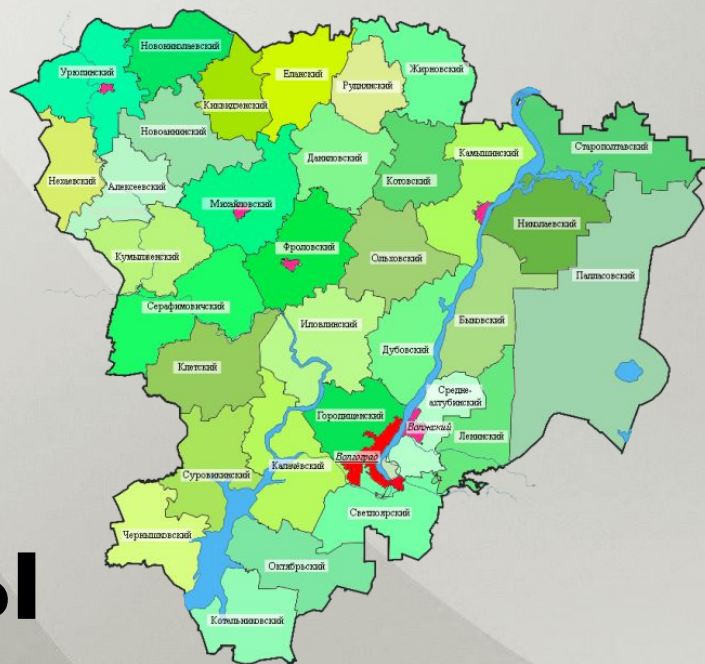 Новониколаевский
Урюпинский
Киквидзенский
Еланский
Руднянский
Жирновский
Новоаннинский
Нехаевский
Алексеевский
Даниловский
Котовский
Камышинский
Старополтавский
Михайловский
Николаевский
Кумылженский
Фроловский
Ольховский
Палласовский
Серафимовичский
Иловлинский
Быковский
Клетский
Дубовский
Средне-
ахтубинский
Городищенский
Волжский
Ленинский
Волгоград
Суровикинский
Калачёвский
Светлоярский
Чернышковский
Октябрьский
Котельниковский
ы